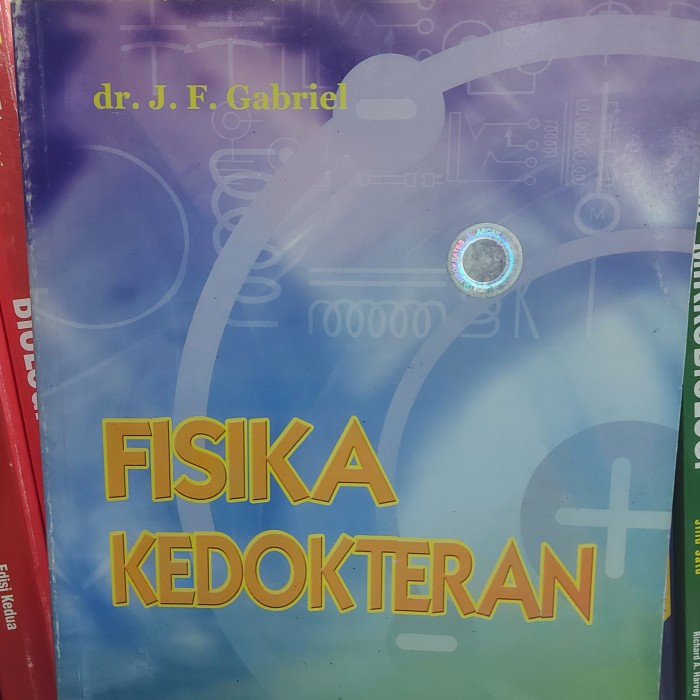 dr. J. F. Gabriel
FISIKA
KEDOKTERAN
Edisi Kedua
M